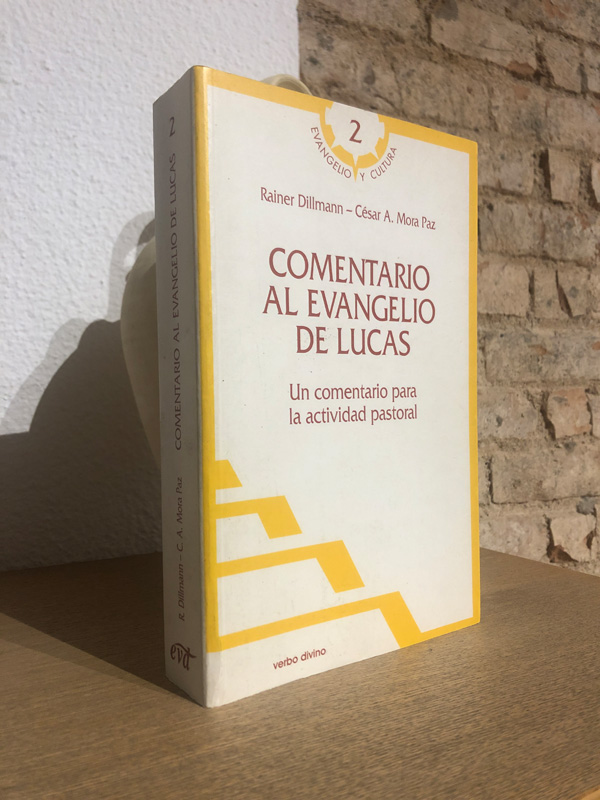 2
EVANGELIO Y CULTURA
Rainer Dillmann – César A. Mora Paz
COMENTARIO
AL EVANGELIO
DE LUCAS
Un comentario para
la actividad pastoral
verbo divino
2
COMENTARIO AL EVANGELIO DE LUCAS
R. Dillmann – C. A. Mora Paz
evd